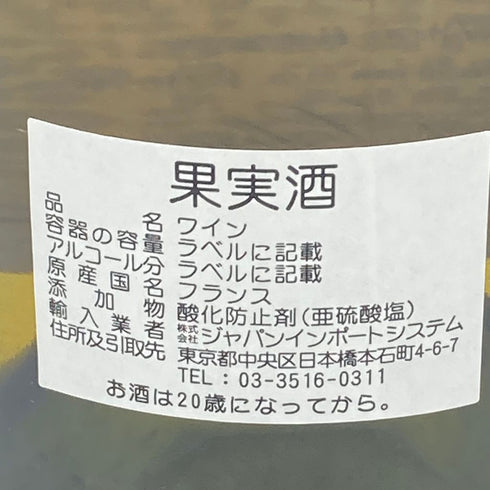 果実酒
品名 ワイン
容器の容量 ラベルに記載
アルコール分 ラベルに記載
原産国名 フランス
添加物 酸化防止剤(亜硫酸塩)
輸入業者 株式会社ジャパンインポートシステム
住所及引取先 東京都中央区日本橋本石町4-6-7
TEL:03-3516-0311
お酒は20歳になってから。